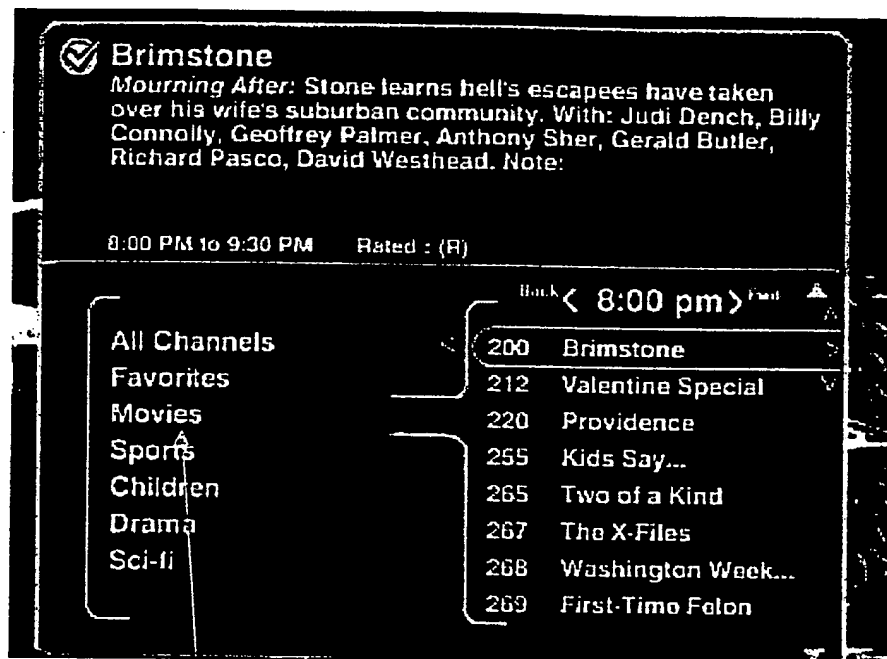 Brimstone
Mourning After: Stone learns hell's escapees have taken
over his wife's suburban community. With: Judi Dench, Billy
Connolly, Geoffrey Palmer, Anthony Sher, Gerald Butler,
Richard Pasco, David Westhead. Note:
8:00 PM to 9:30 PM Rated : (R)
Back < 8:00 pm >
All Channels
Favorites
Movies
Sports
Children
Drama
Sci-fi
200 Brimstone
212 Valentine Special
220 Providence
255 Kids Say...
265 Two of a Kind
267 The X-Files
268 Washington Week...
269 First-Time Felon